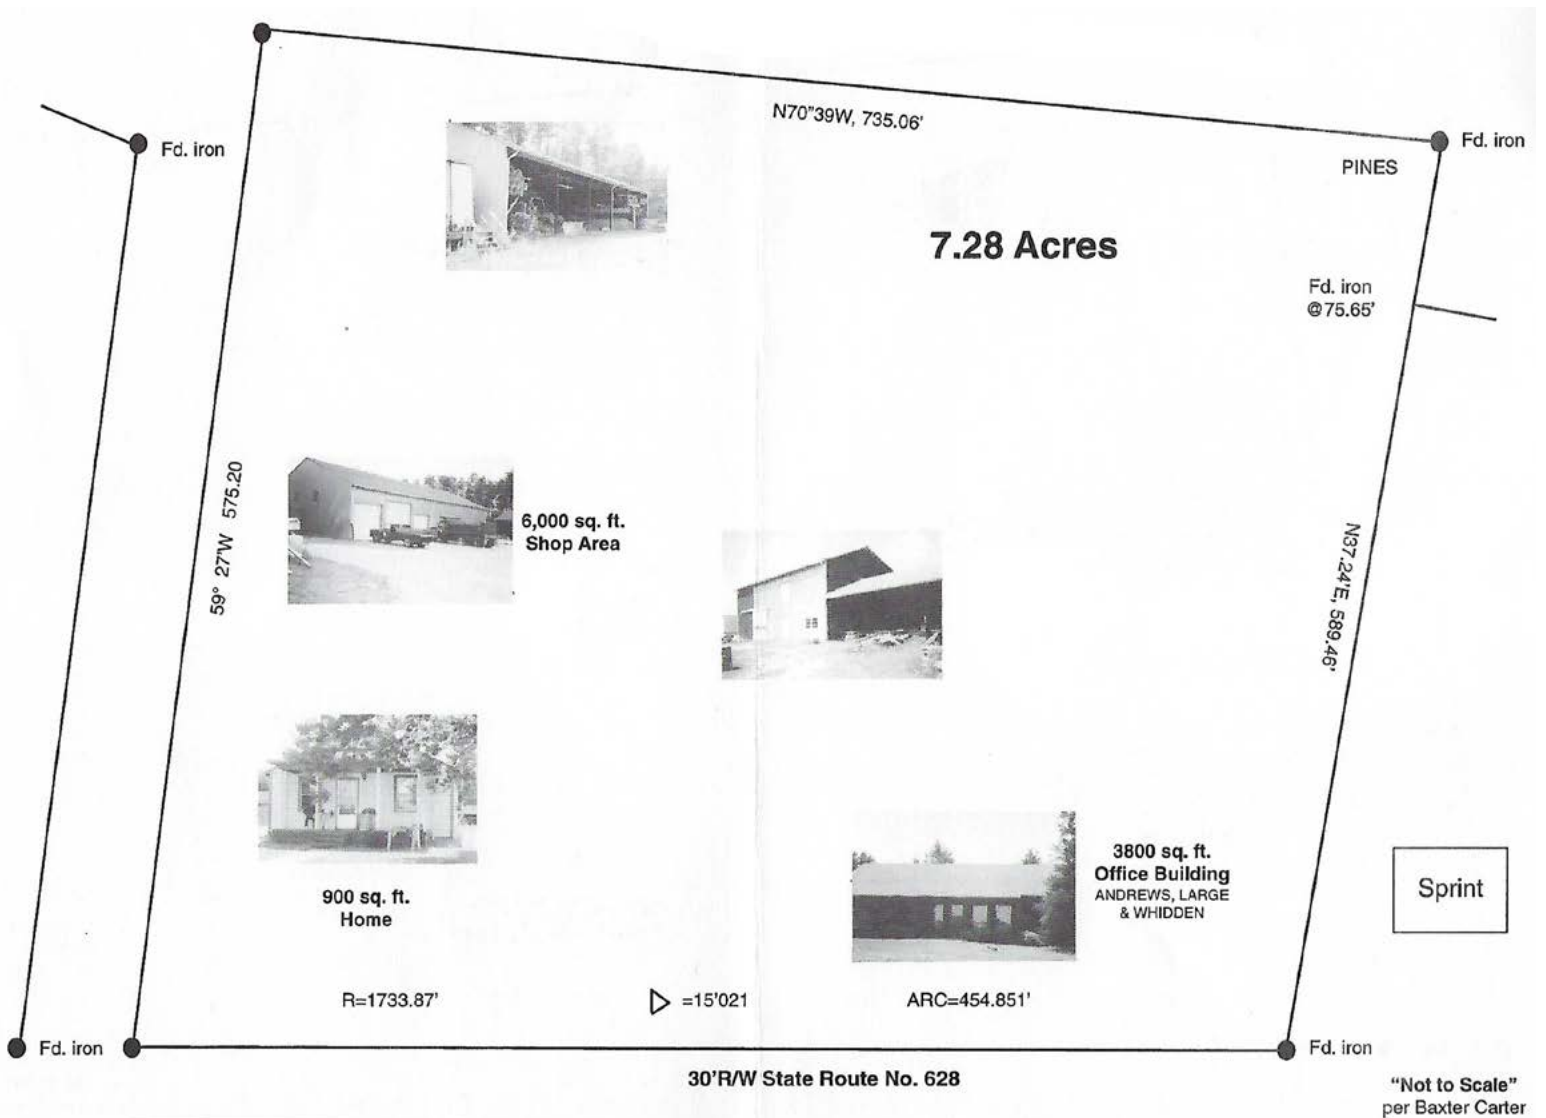 N70"39W, 735.06'
Fd. iron
Fd. iron
PINES
7.28 Acres
Fd. iron
@75.65'
59° 27'W 575.20
6,000 sq. ft.
Shop Area
N37.24'E, 589.46'
900 sq. ft.
Home
3800 sq. ft.
Office Building
ANDREWS, LARGE
& WHIDDEN
Sprint
R=1733.87'
=15'021
ARC=454.851'
Fd. iron
Fd. iron
30'R/W State Route No. 628
"Not to Scale"
per Baxter Carter